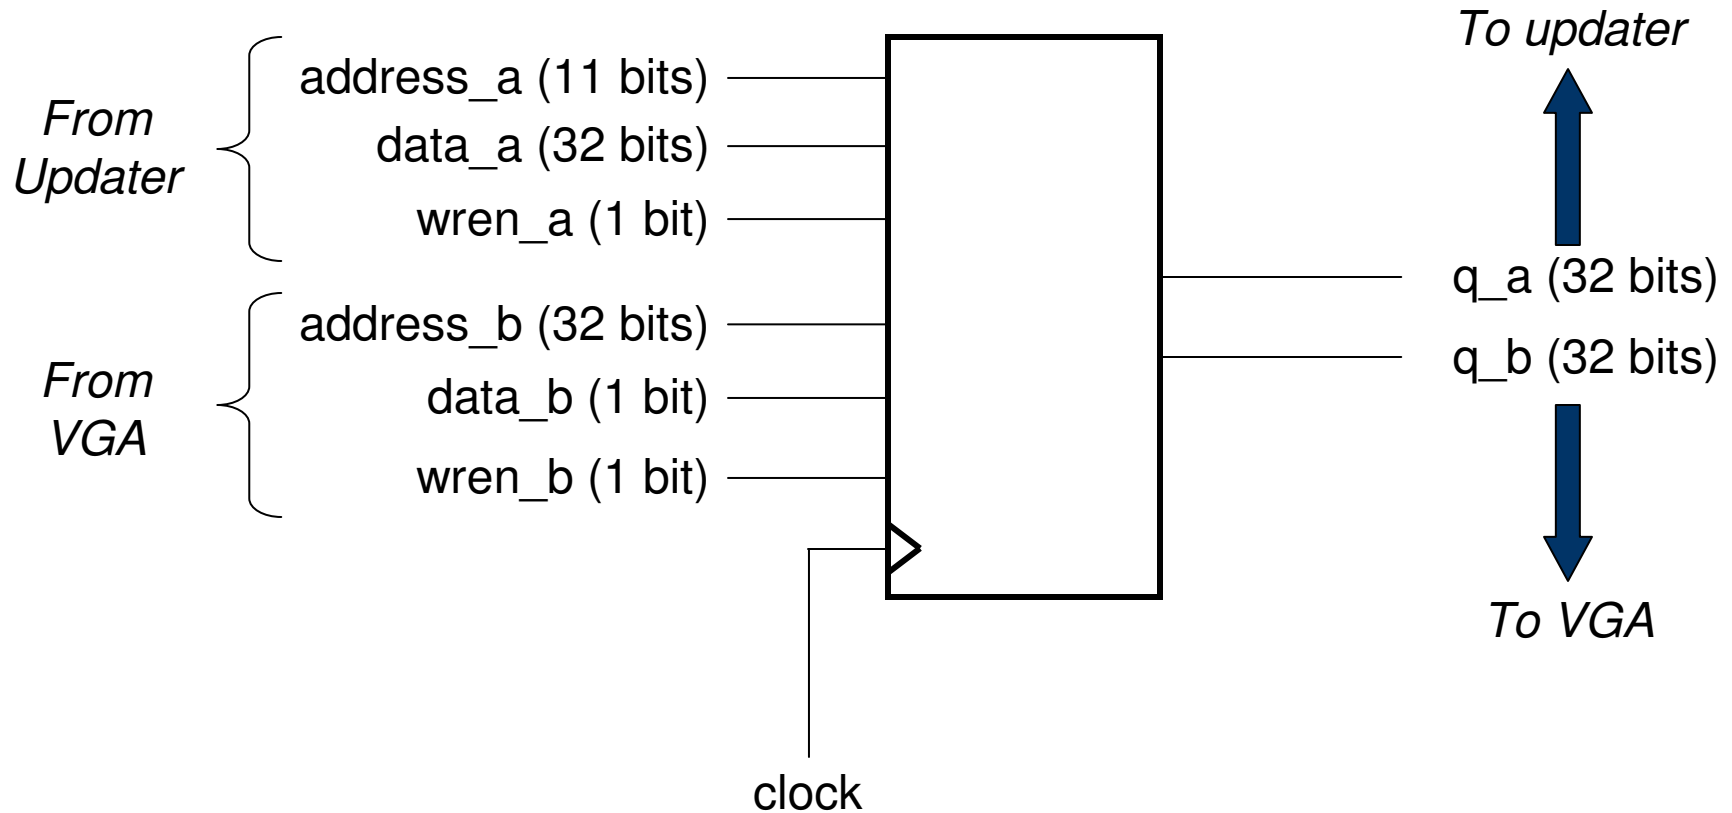 To updater
From
Updater
address_a (11 bits)
data_a (32 bits)
wren_a (1 bit)
From
VGA
address_b (32 bits)
data_b (1 bit)
wren_b (1 bit)
q_a (32 bits)
q_b (32 bits)
To VGA
clock